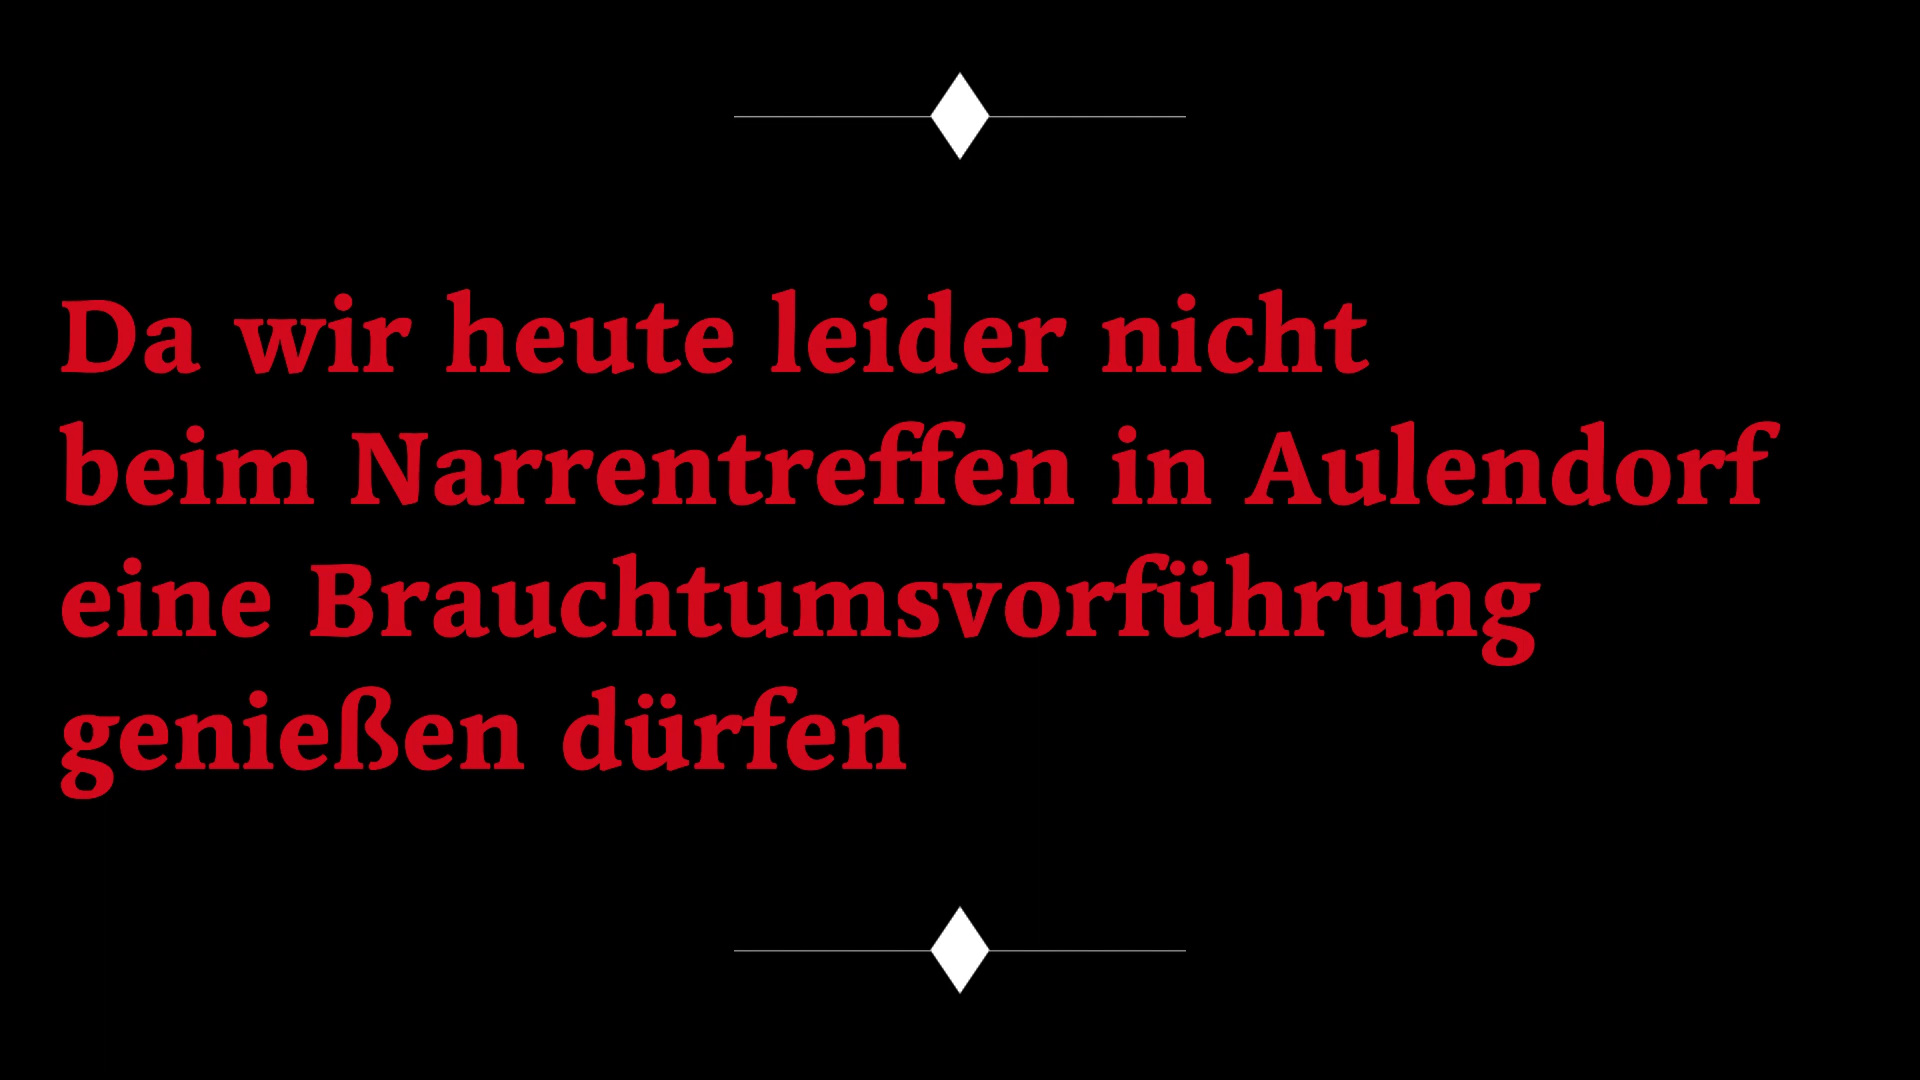 Da wir heute leider nicht
beim Narrentreffen in Aulendorf
eine Brauchtumsvorführung
genießen dürfen